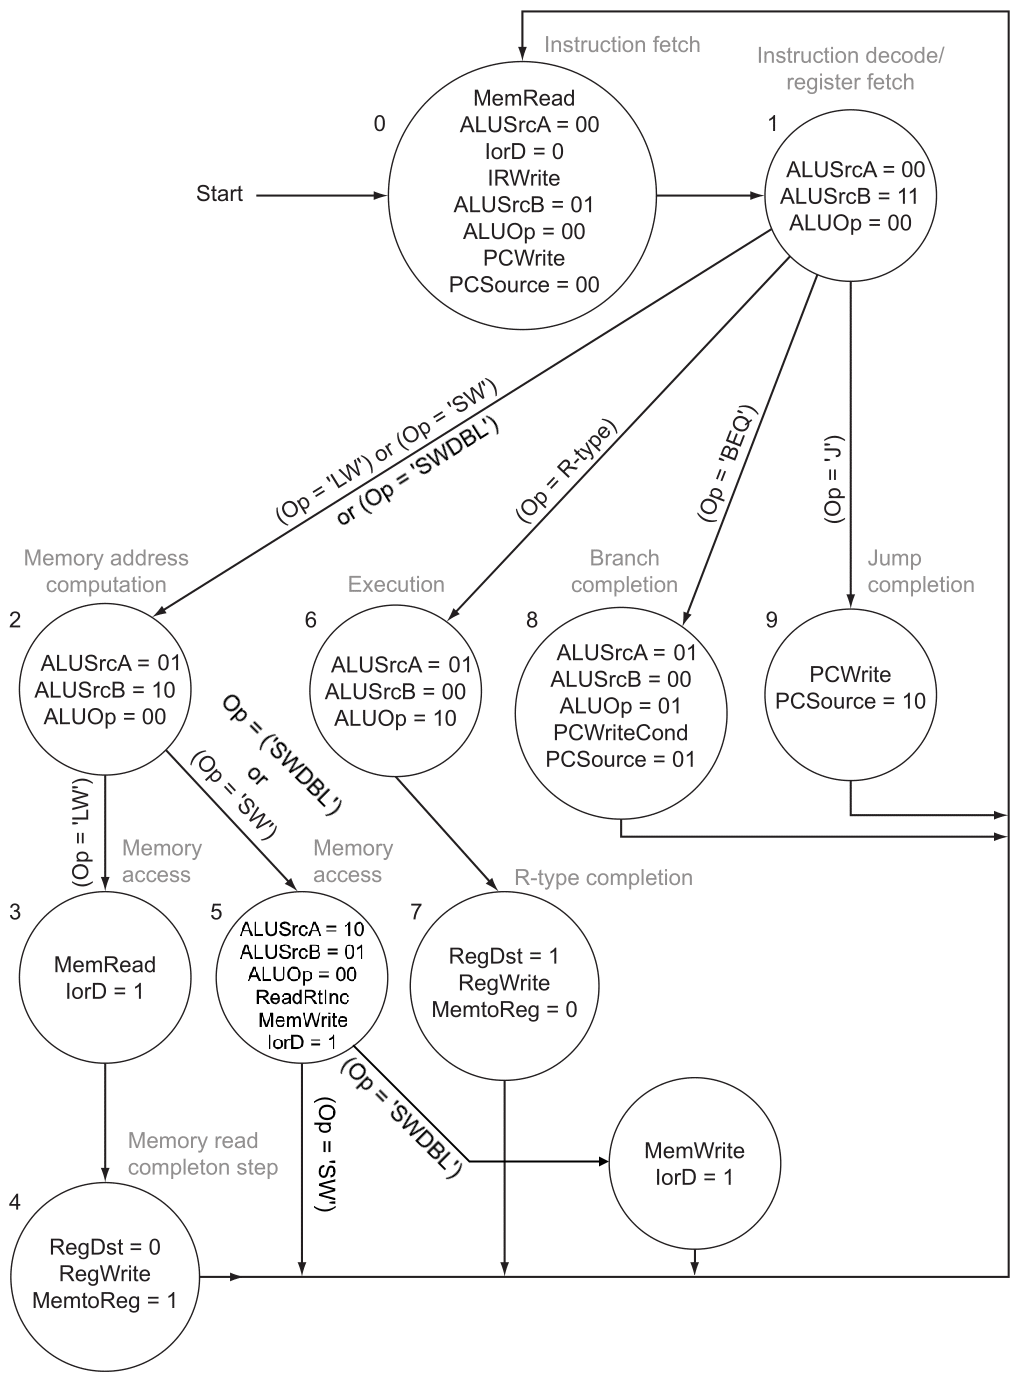 Instruction fetch
Instruction decode/
register fetch
0
MemRead
ALUSrcA = 00
IorD = 0
IRWrite
ALUSrcB = 01
ALUOp = 00
PCWrite
PCSource = 00
1
ALUSrcA = 00
ALUSrcB = 11
ALUOp = 00
Start
(Op = 'LW') or (Op = 'SW')
or (Op = 'SWDBL')
(Op = R-type)
(Op = 'BEQ')
(Op = 'J')
Memory address
computation
2
ALUSrcA = 01
ALUSrcB = 10
ALUOp = 00
Execution
6
ALUSrcA = 01
ALUSrcB = 00
ALUOp = 10
Branch
completion
8
ALUSrcA = 01
ALUSrcB = 00
ALUOp = 01
PCWriteCond
PCSource = 01
Jump
completion
9
PCWrite
PCSource = 10
(Op = 'LW')
Op = ('SWDBL')
or
(Op = 'SW')
Memory
access
3
MemRead
IorD = 1
Memory
access
5
ALUSrcA = 10
ALUSrcB = 01
ALUOp = 00
ReadRtInc
MemWrite
IorD = 1
R-type completion
7
RegDst = 1
RegWrite
MemtoReg = 0
(Op = 'SW')
(Op = 'SWDBL')
MemWrite
IorD = 1
Memory read
completon step
4
RegDst = 0
RegWrite
MemtoReg = 1